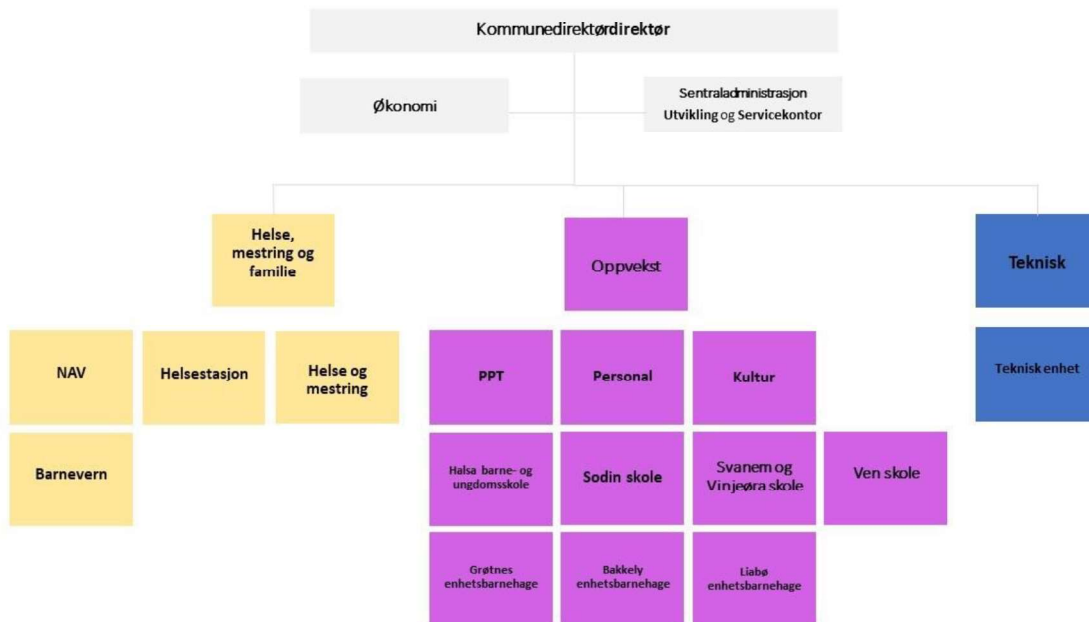 Kommunedirektørdirektør
Økonomi
Sentraladministrasjon
Utvikling og Servicekontor
Helse,
mestring og
familie
Oppvekst
Teknisk
NAV
Helsestasjon
Helse og
mestring
PPT
Personal
Kultur
Teknisk enhet
Barnevern
Halsa barne- og
ungdomsskole
Sodin skole
Svanem og
Vinjeøra skole
Ven skole
Grøtnes
enhetsbarnehage
Bakkely
enhetsbarnehage
Liabø
enhetsbarnehage